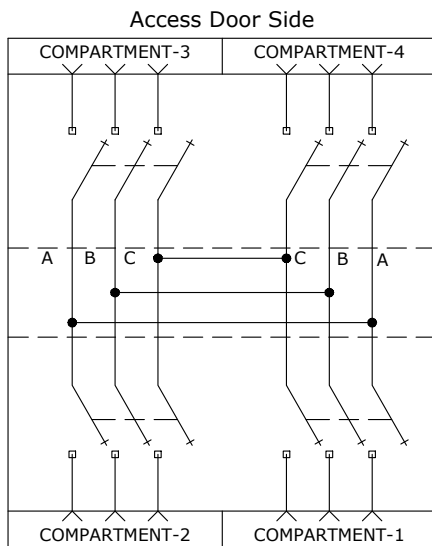 Access Door Side
COMPARTMENT-3 COMPARTMENT-4
A B C C B A
COMPARTMENT-2 COMPARTMENT-1